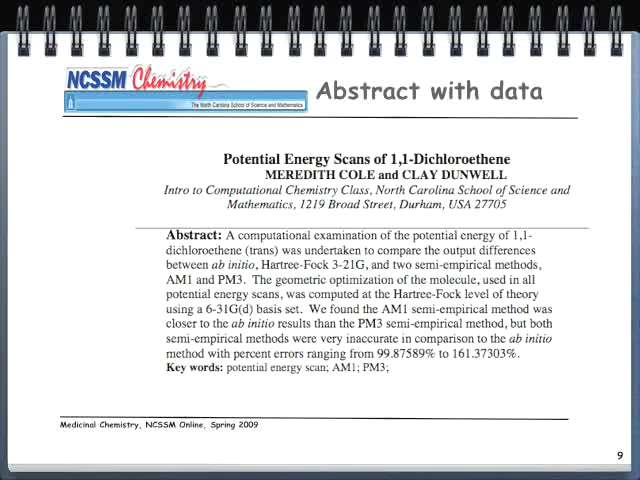 NCSSM Chemistry
The North Carolina School of Science and Mathematics
Abstract with data
Potential Energy Scans of 1,1-Dichloroethene
MEREDITH COLE and CLAY DUNWELL
Intro to Computational Chemistry Class, North Carolina School of Science and
Mathematics, 1219 Broad Street, Durham, USA 27705
Abstract: A computational examination of the potential energy of 1,1-
dichloroethene (trans) was undertaken to compare the output differences
between ab initio, Hartree-Fock 3-21G, and two semi-empirical methods,
AM1 and PM3. The geometric optimization of the molecule, used in all
potential energy scans, was computed at the Hartree-Fock level of theory
using a 6-31G(d) basis set. We found the AM1 semi-empirical method was
closer to the ab initio results than the PM3 semi-empirical method, but both
semi-empirical methods were very inaccurate in comparison to the ab initio
method with percent errors ranging from 99.87589% to 161.37303%.
Key words: potential energy scan; AM1; PM3;
Medicinal Chemistry, NCSSM Online, Spring 2009
9